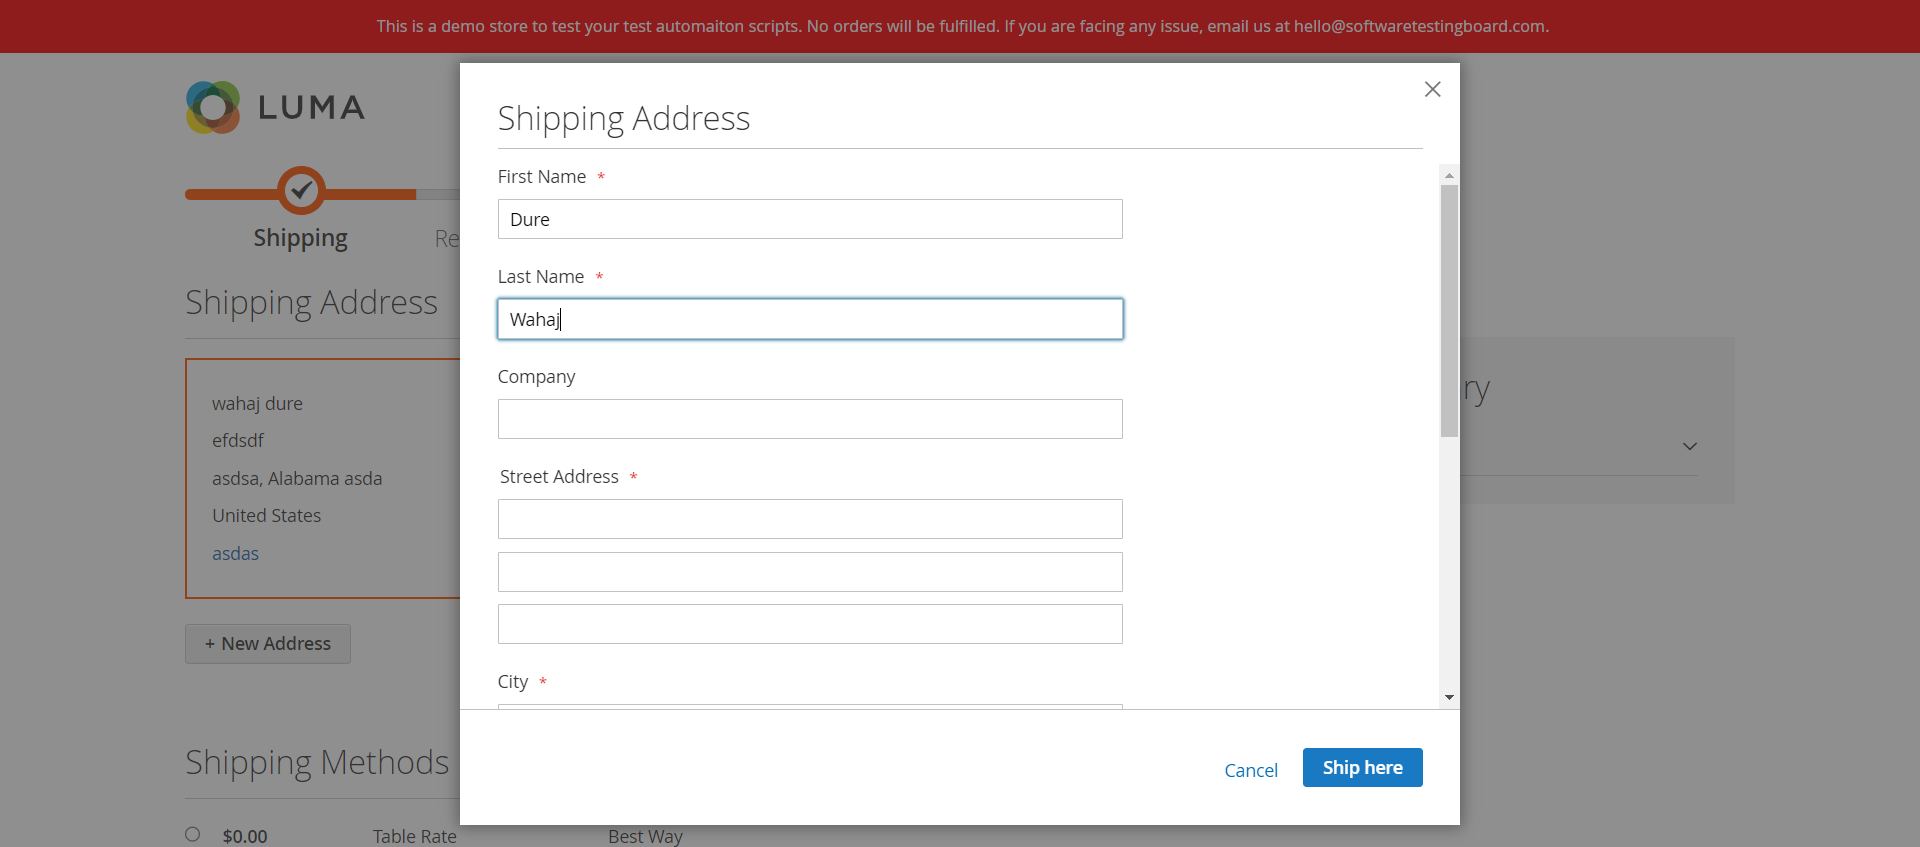 This is a demo store to test your test automaiton scripts. No orders will be fulfilled. If you are facing any issue, email us at hello@softwaretestingboard.com.
LUMA
Shipping
Re
Shipping Address
wahaj dure
efdsdf
asdsa, Alabama asda
United States
asdas
+ New Address
Shipping Methods
$0.00 Table Rate Best Way
Shipping Address
First Name *
Dure
Last Name *
Wahaj
Company
Street Address *
City *
Cancel Ship here
ry